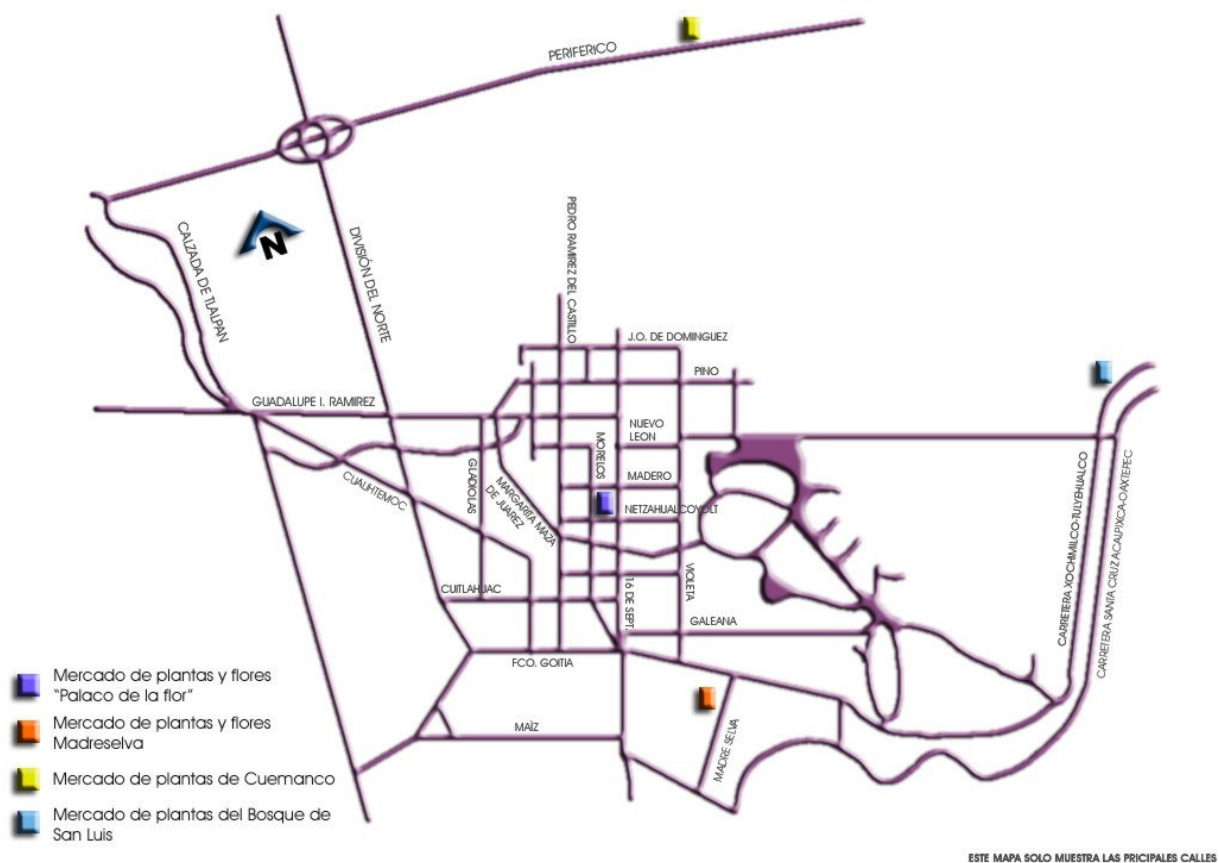 PERIFERICO
N
CALZADA DE TLALPAN
DIVISIÓN DEL NORTE
PEDRO RAMIREZ DEL CASTILLO
J.O. DE DOMINGUEZ
PINO
GUADALUPE I. RAMIREZ
NUEVO
LEON
MORELOS
MADERO
GLADIOLAS
MARGARITA MAZA
DE JUAREZ
CUAUHTEMOC
NETZAHUALCOYOLT
CARRETERA XOCHIMILCO-TULYEHUALCO
CARRETERA SANTA CRUZ ACALPIXCA-OAXTEPEC
CUITLAHUAC
16 DE SEPT.
VIOLETA
GALEANA
FCO. GOITIA
MAÍZ
MADRE SELVA
Mercado de plantas y flores
"Palaco de la flor"
Mercado de plantas y flores
Madreselva
Mercado de plantas de Cuemanco
Mercado de plantas del Bosque de
San Luis
ESTE MAPA SOLO MUESTRA LAS PRICIPALES CALLES